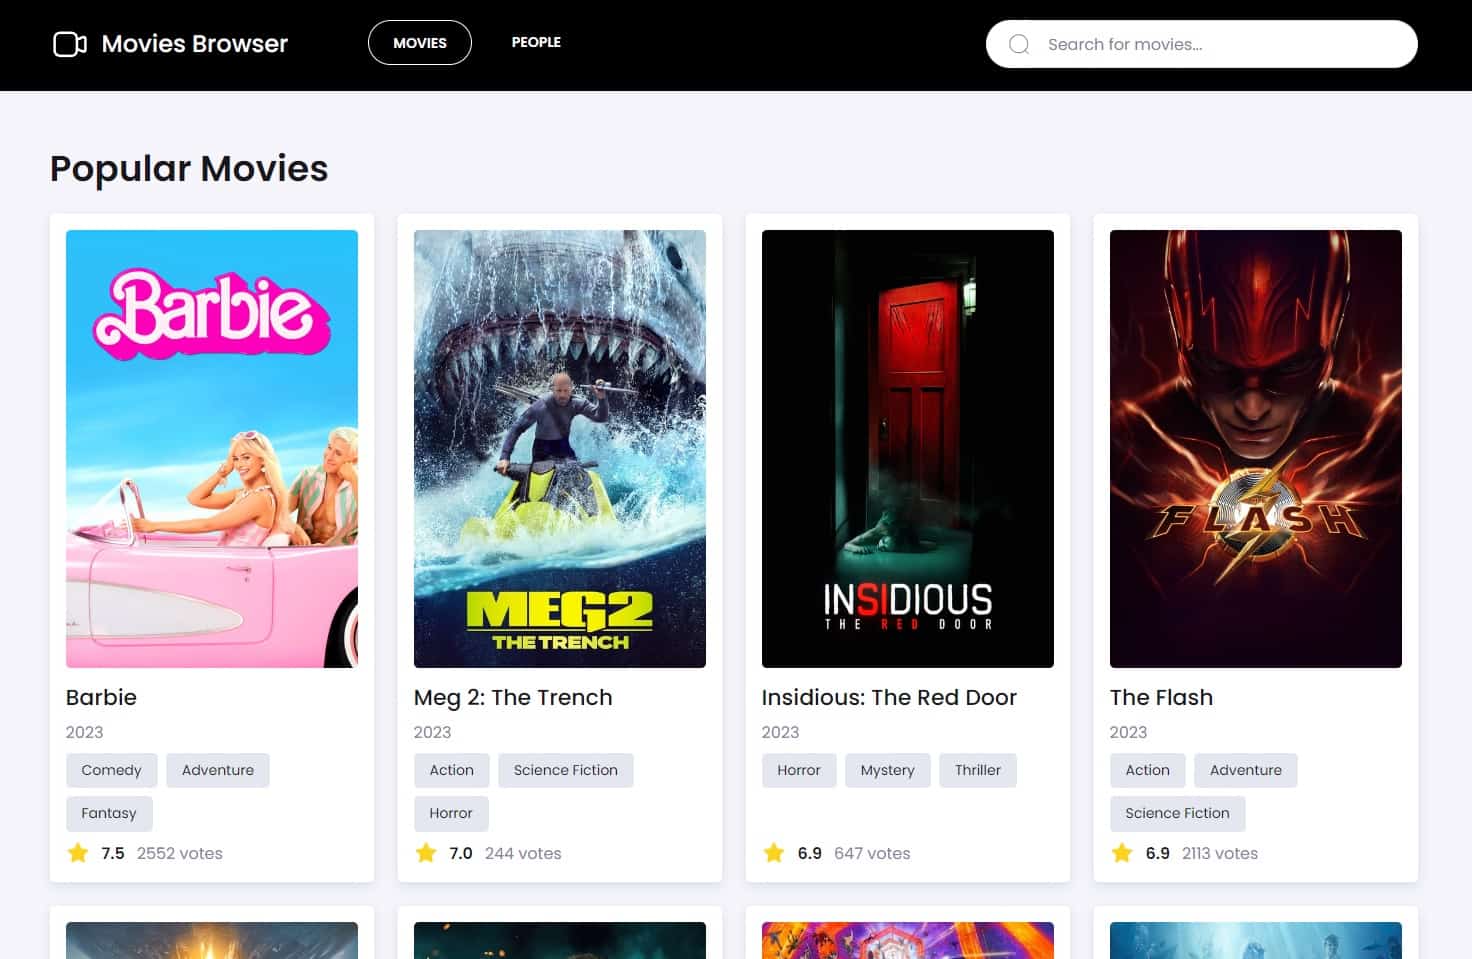 Movies Browser
MOVIES
PEOPLE
Search for movies...
Popular Movies
Barbie
MEG2
THE TRENCH
INSIDIOUS
THE RED DOOR
FLASH
Barbie
2023
Comedy
Adventure
Fantasy
7.5 2552 votes
Meg 2: The Trench
2023
Action
Science Fiction
Horror
7.0 244 votes
Insidious: The Red Door
2023
Horror
Mystery
Thriller
6.9 647 votes
The Flash
2023
Action
Adventure
Science Fiction
6.9 2113 votes